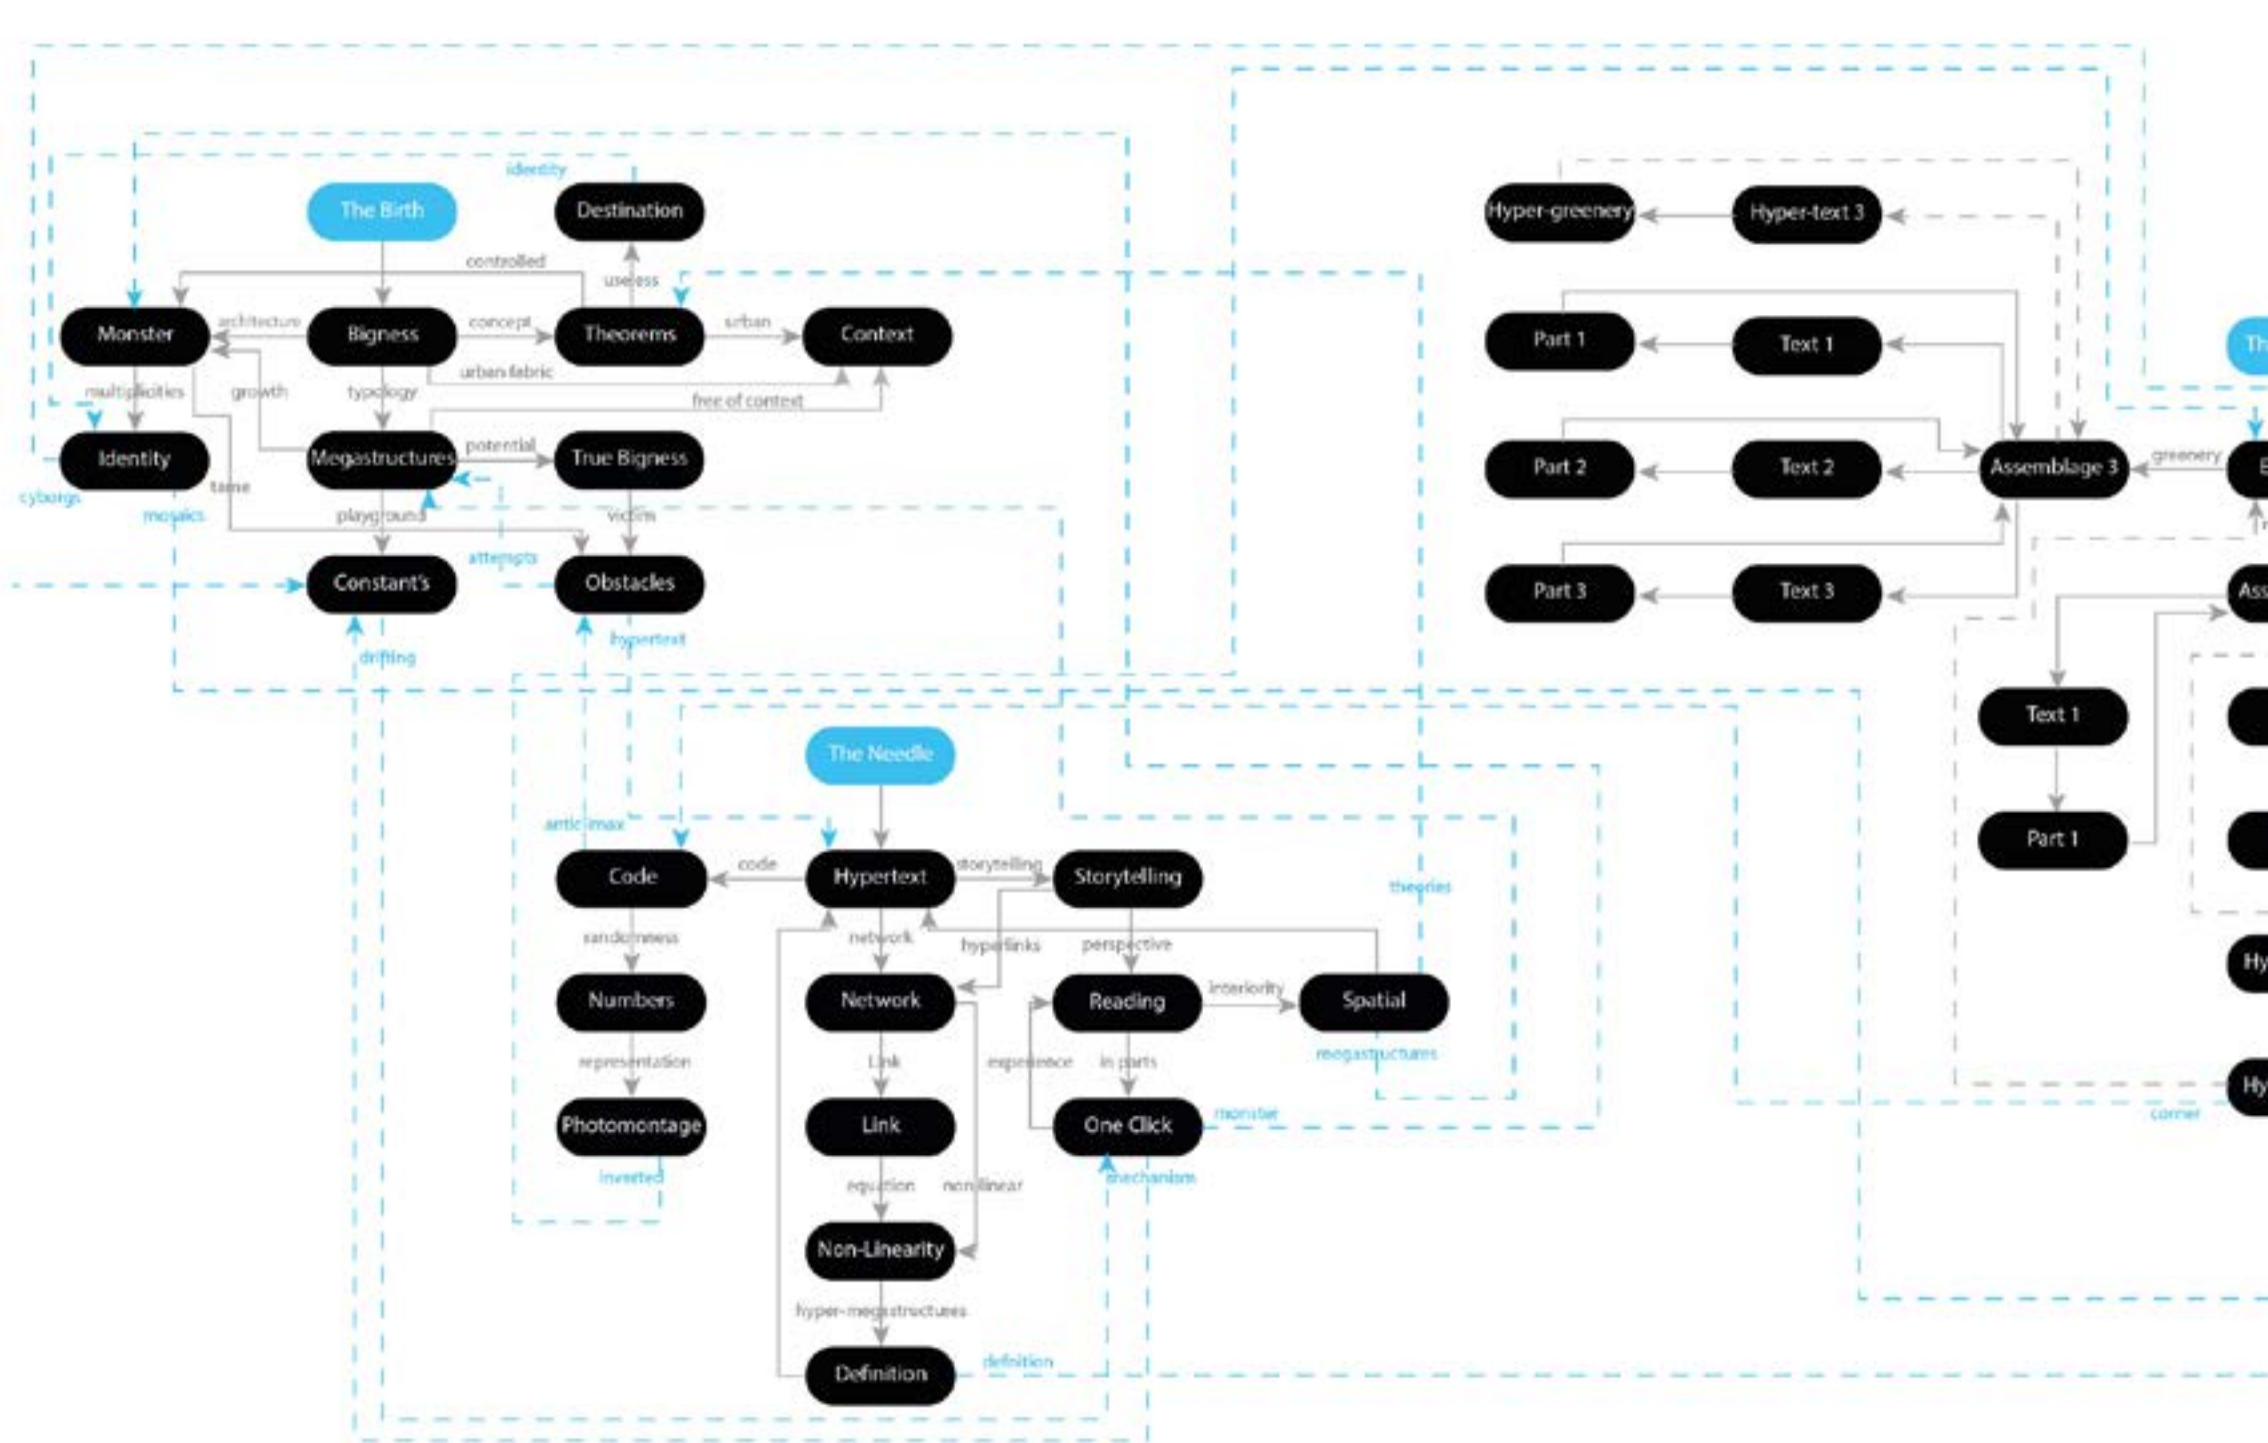 identity
The Birth
Destination
controlled
useless
Monster
architecture
Bigness
concept
Theorems
urban
Context
urban fabric
multiplicities
growth
typology
free of context
Identity
Megastructures
potential
True Bigness
cyborgs
tame
mosaics
playground
victim
attempts
Constant's
Obstacles
hypertext
drifting
Hyper-greenery
Hyper-text 3
Part 1
Text 1
Part 2
Text 2
Assemblage 3
greenery
Part 3
Text 3
Ass
Text 1
Part 1
Hy
Hy
corner
The Needle
anticlimax
Code
code
Hypertext
storytelling
Storytelling
theories
randomness
network
hyperlinks
perspective
Numbers
Network
Reading
interiority
Spatial
representation
Link
experience
in parts
megastructures
Photomontage
Link
One Click
monster
inverted
equation
non linear
mechanism
Non-Linearity
hyper-megastructures
Definition
defnition